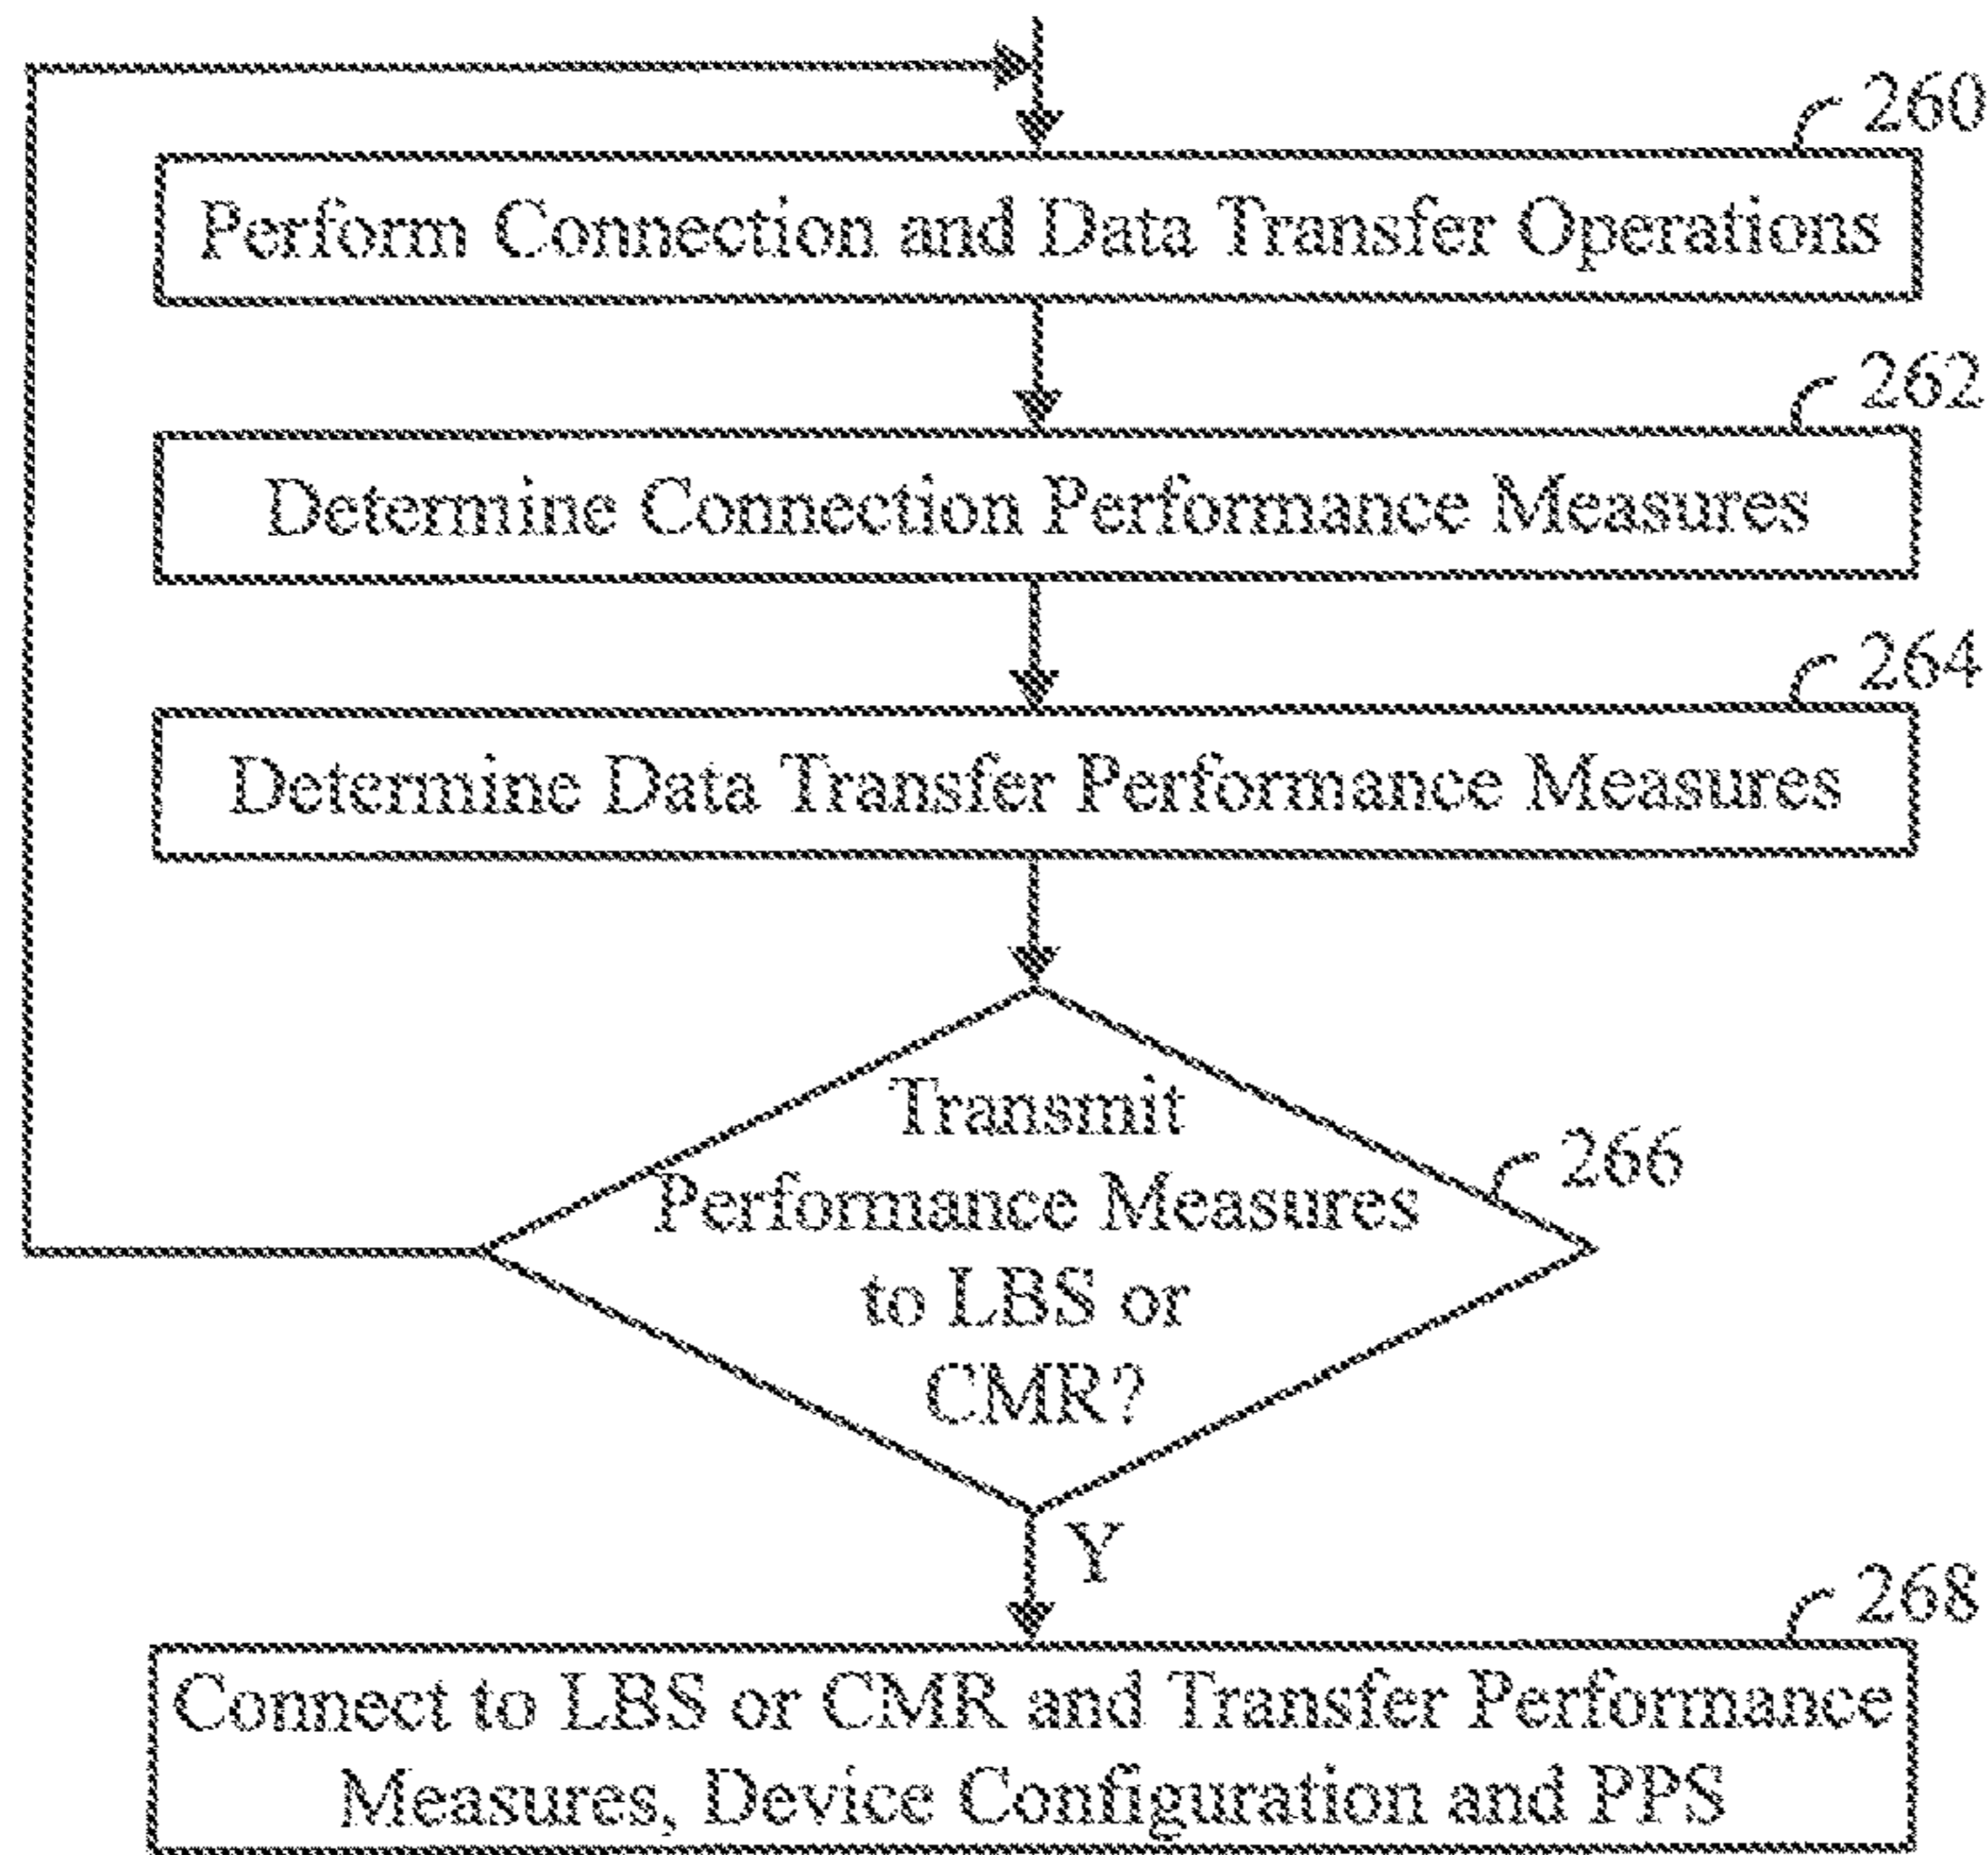 260
Perform Connection and Data Transfer Operations
262
Determine Connection Performance Measures
264
Determine Data Transfer Performance Measures
Transmit
Performance Measures
to LBS or
CMR?
266
Y
268
Connect to LBS or CMR and Transfer Performance
Measures, Device Configuration and PPS